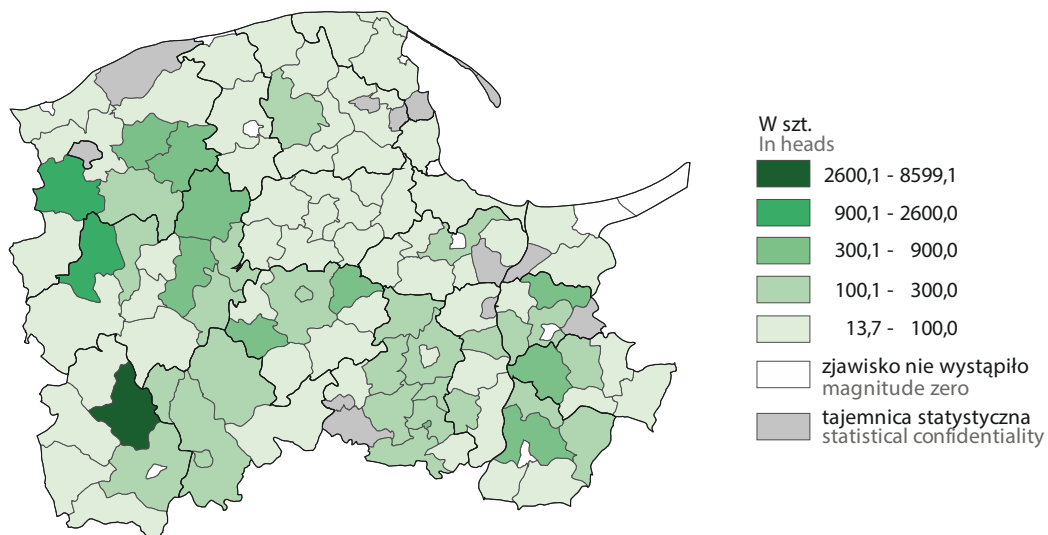 W szt.
In heads
2600,1 - 8599,1
900,1 - 2600,0
300,1 - 900,0
100,1 - 300,0
13,7 - 100,0
zjawisko nie wystąpiło
magnitude zero
tajemnica statystyczna
statistical confidentiality